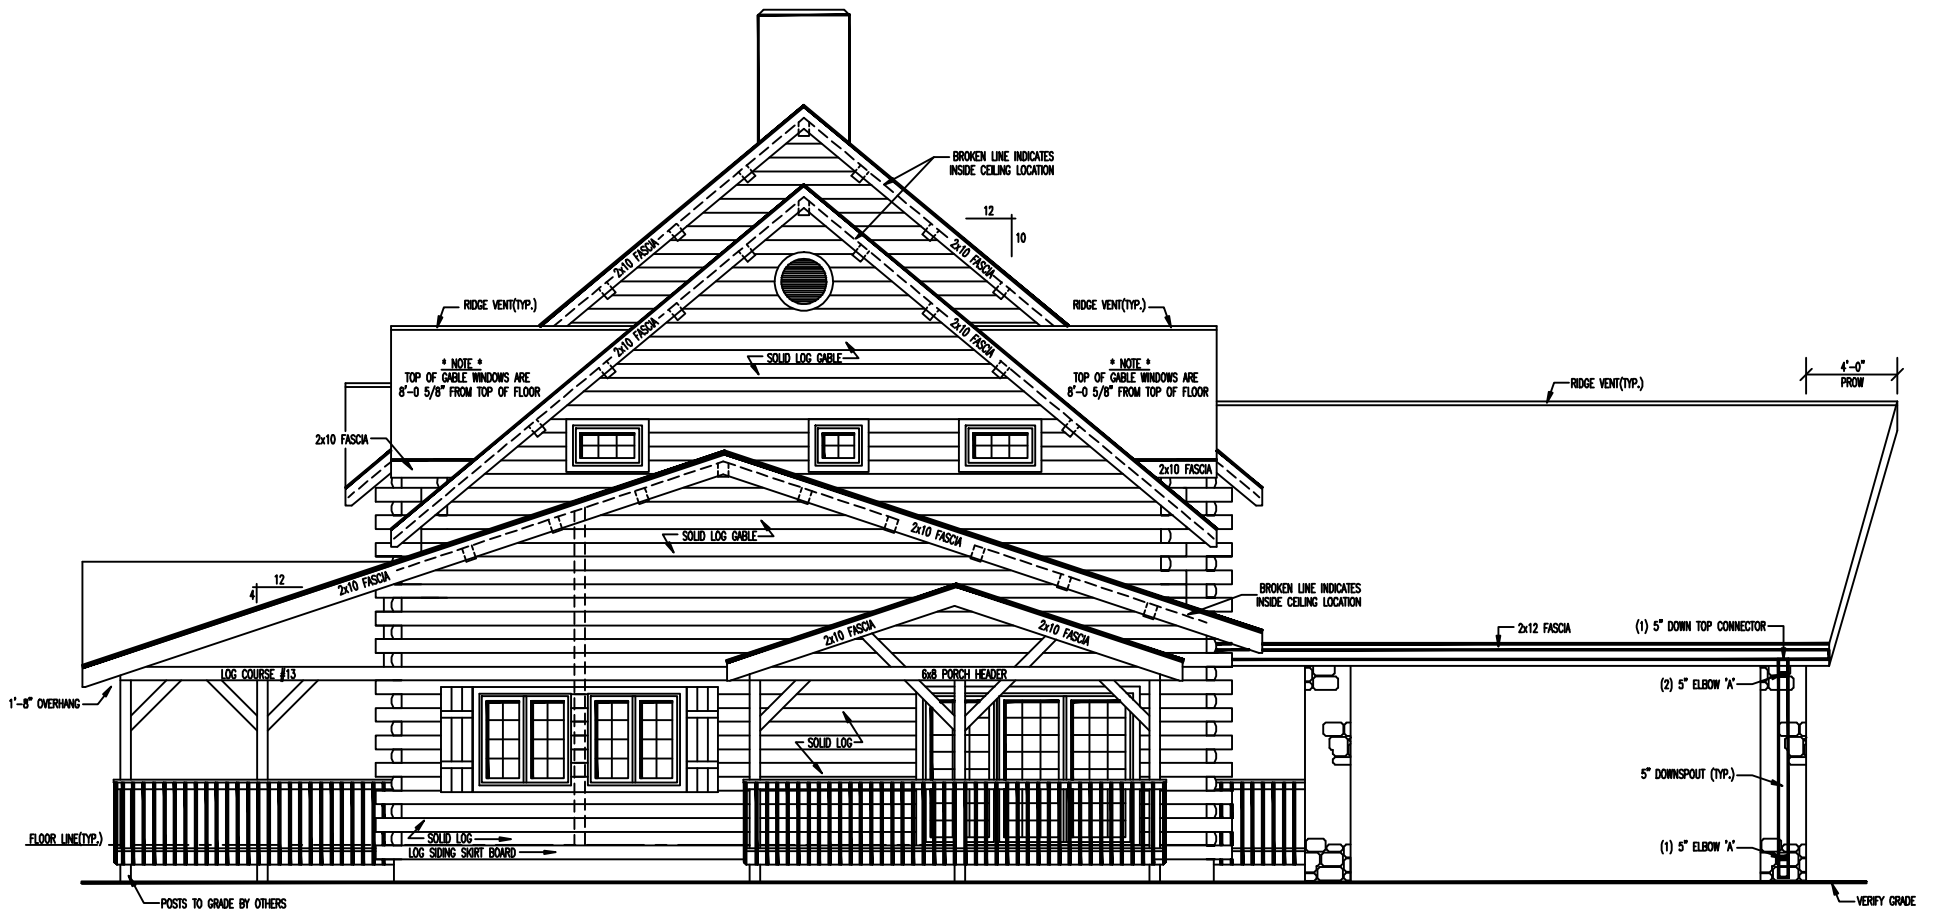 BROKEN LINE INDICATES
INSIDE CEILING LOCATION
12
10
2x10 FASCIA
2x10 FASCIA
RIDGE VENT(TYP.)
RIDGE VENT(TYP.)
2x10 FASCIA
2x10 FASCIA
* NOTE *
TOP OF GABLE WINDOWS ARE
8'-0 5/8" FROM TOP OF FLOOR
SOLID LOG GABLE
* NOTE *
TOP OF GABLE WINDOWS ARE
8'-0 5/8" FROM TOP OF FLOOR
4'-0"
PROW
RIDGE VENT(TYP.)
2x10 FASCIA
2x10 FASCIA
SOLID LOG GABLE
2x10 FASCIA
12
4
2x10 FASCIA
BROKEN LINE INDICATES
INSIDE CEILING LOCATION
2x10 FASCIA
2x10 FASCIA
2x12 FASCIA
(1) 5" DOWN TOP CONNECTOR
LOG COURSE #13
6x8 PORCH HEADER
(2) 5" ELBOW 'A'
1'-8" OVERHANG
SOLID LOG
5" DOWNSPOUT (TYP.)
FLOOR LINE(TYP.)
SOLID LOG
LOG SIDING SKIRT BOARD
(1) 5" ELBOW 'A'
POSTS TO GRADE BY OTHERS
VERIFY GRADE